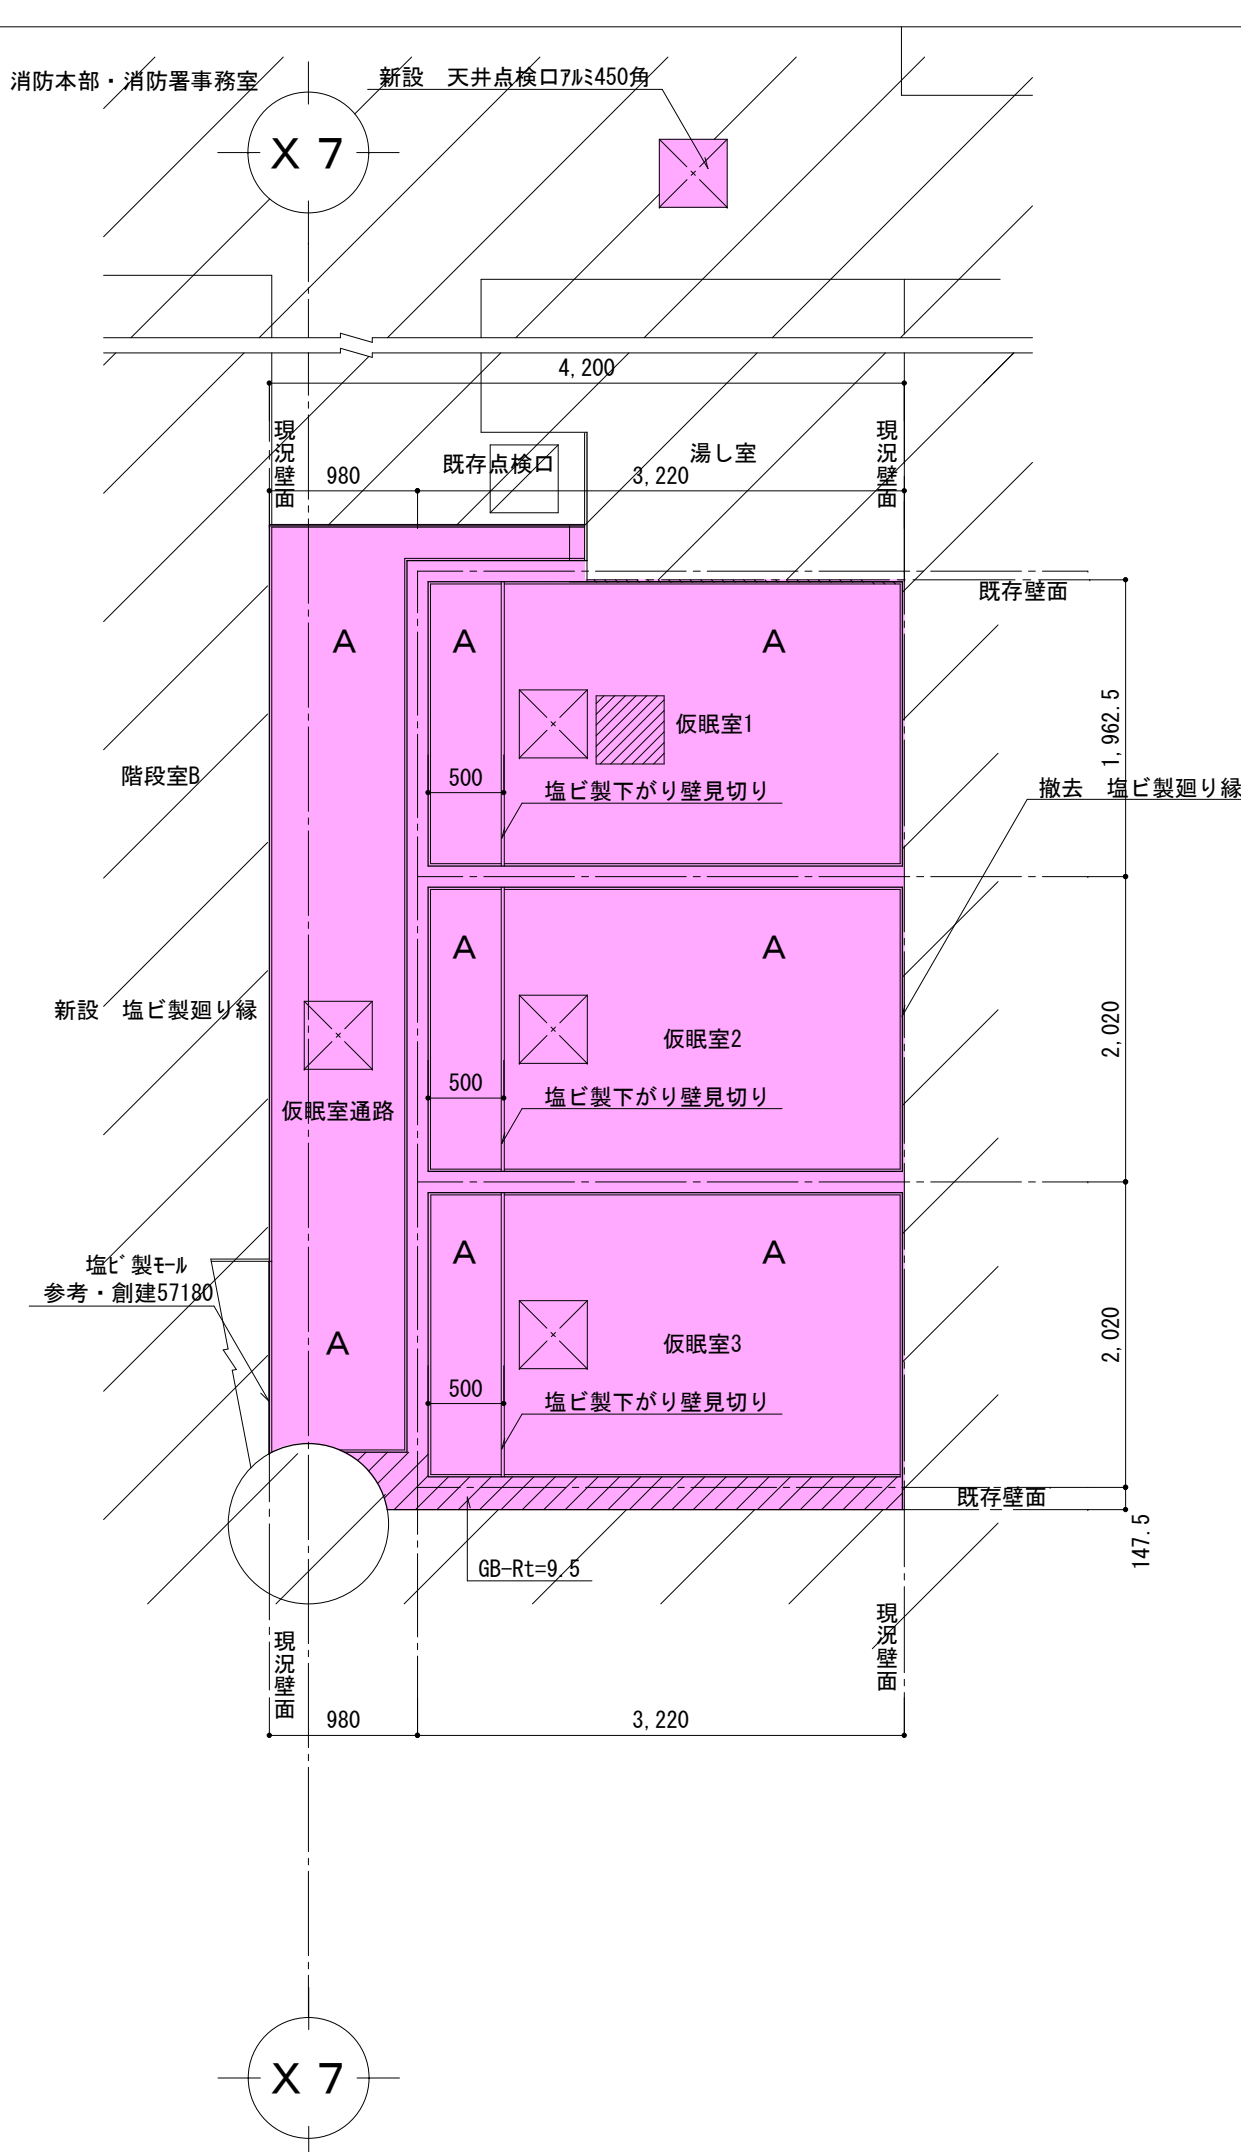 消防本部・消防署事務室
新設　天井点検口ｱﾙﾐ450角
X 7
4,200
現況壁面
現況壁面
980
既存点検口
湯し室
3,220
既存壁面
A
A
A
仮眠室1
1,962.5
階段室B
500
塩ビ製下がり壁見切り
撤去　塩ビ製廻り縁
A
A
新設　塩ビ製廻り縁
仮眠室2
2,020
500
塩ビ製下がり壁見切り
仮眠室通路
A
A
塩ﾋﾞ製ﾓｰﾙ
参考・創建57180
A
仮眠室3
2,020
500
塩ビ製下がり壁見切り
既存壁面
147.5
GB-Rt=9.5
現況壁面
現況壁面
980
3,220
X 7